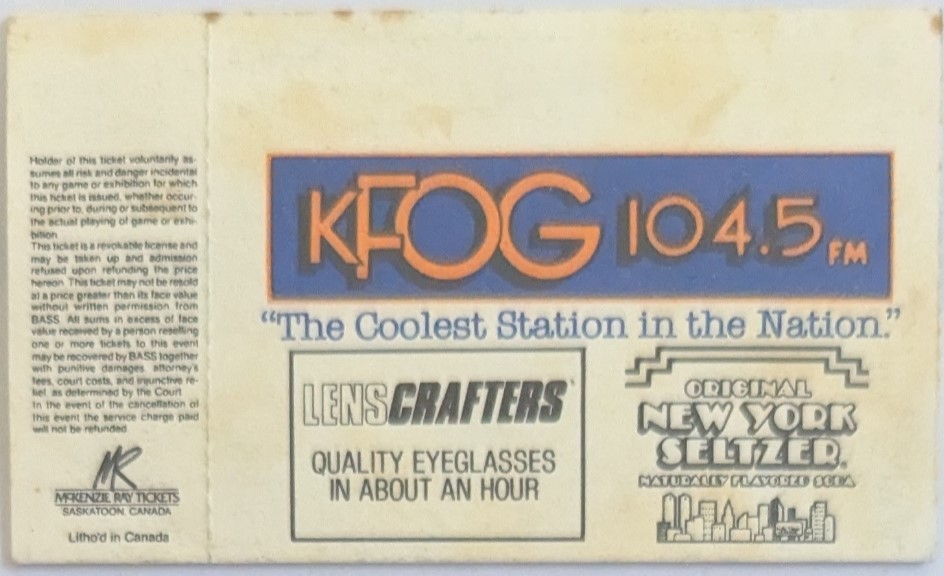 Holder of this ticket voluntarily as-
sumes all risk and danger incidental
to any game or exhibition for which
this ticket is issued, whether occur-
ing prior to, during or subsequent to
the actual playing of game or exhi-
bition
This ticket is a revokable license and
may be taken up and admission
refused upon refunding the price
hereon. This ticket may not be resold
at a price greater than its face value
without written permission from
BASS. All sums in excess of face
value received by a person reselling
one or more tickets to this event
may be recovered by BASS together
with punitive damages, attorney's
fees, court costs, and injunctive re-
lief, as determined by the Court
In the event of the cancellation of
this event the service charge paid
will not be refunded
MR
McKENZIE RAY TICKETS
SASKATOON, CANADA
Litho'd in Canada
KFOG 104.5 FM
“The Coolest Station in the Nation.”
LENSCRAFTERS
QUALITY EYEGLASSES
IN ABOUT AN HOUR
ORIGINAL
NEW YORK
SELTZER.
NATURALLY FLAVORED SODA